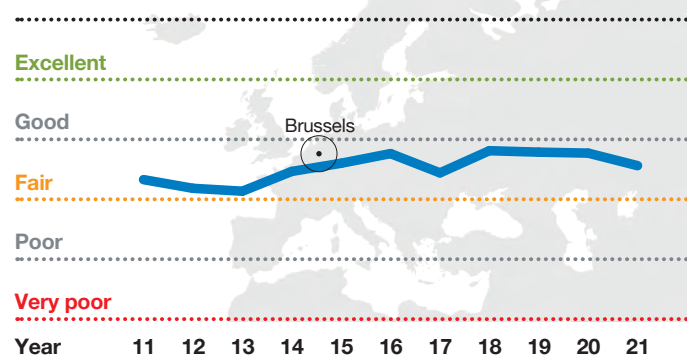 Excellent
Good
Brussels
Fair
Poor
Very poor
Year 11 12 13 14 15 16 17 18 19 20 21